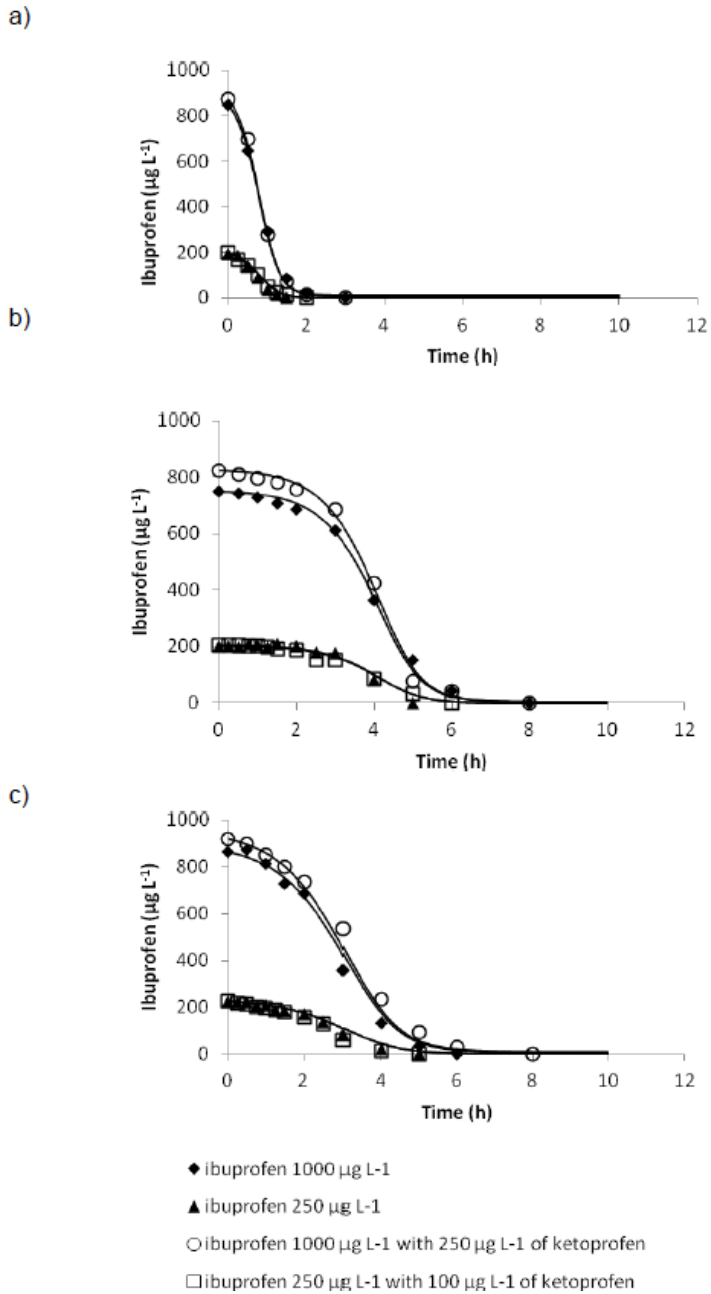 a)
1000
800
600
400
200
0
Ibuprofen (µg L-1)
0 2 4 6 8 10 12
Time (h)
b)
1000
800
600
400
200
0
Ibuprofen (µg L-1)
0 2 4 6 8 10 12
Time (h)
c)
1000
800
600
400
200
0
Ibuprofen (µg L-1)
0 2 4 6 8 10 12
Time (h)
ibuprofen 1000 µg L-1
ibuprofen 250 µg L-1
ibuprofen 1000 µg L-1 with 250 µg L-1 of ketoprofen
ibuprofen 250 µg L-1 with 100 µg L-1 of ketoprofen